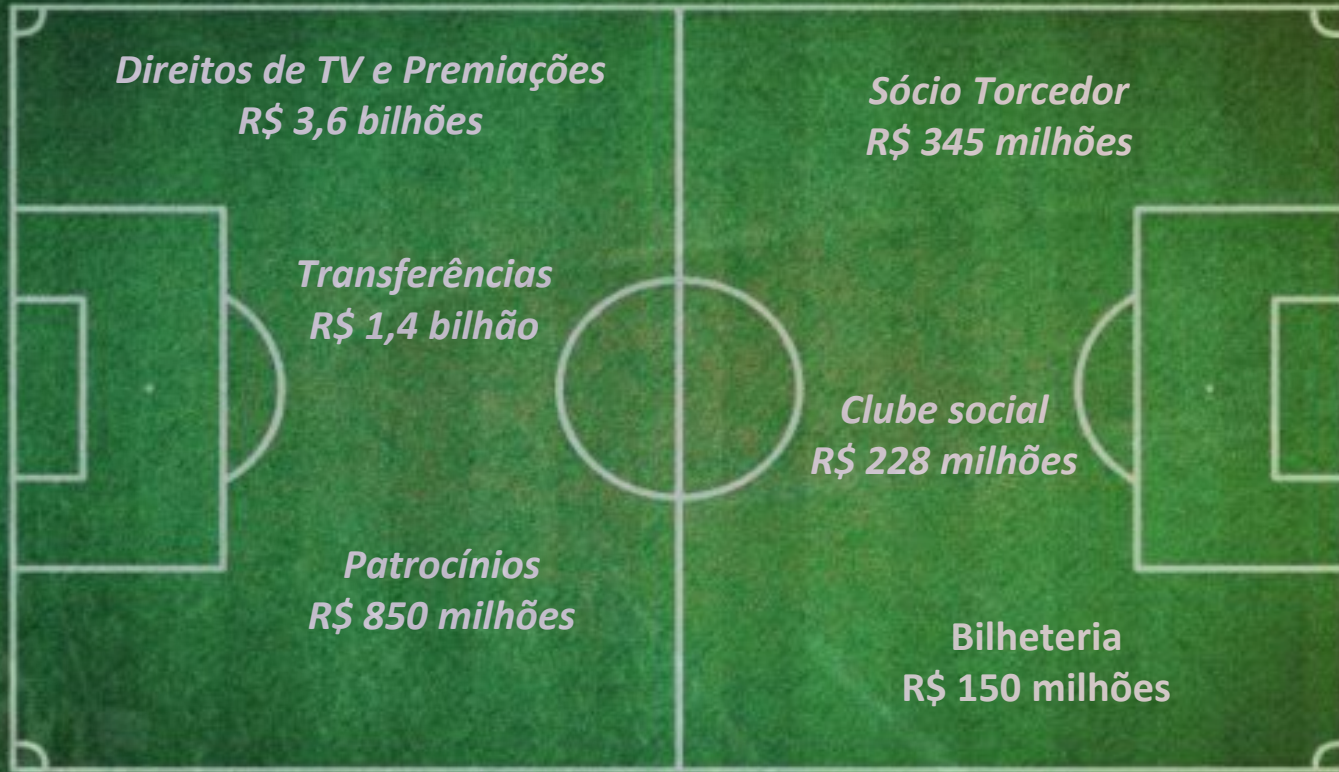 Direitos de TV e Premiações
R$ 3,6 bilhões
Transferências
R$ 1,4 bilhão
Patrocínios
R$ 850 milhões
Sócio Torcedor
R$ 345 milhões
Clube social
R$ 228 milhões
Bilheteria
R$ 150 milhões